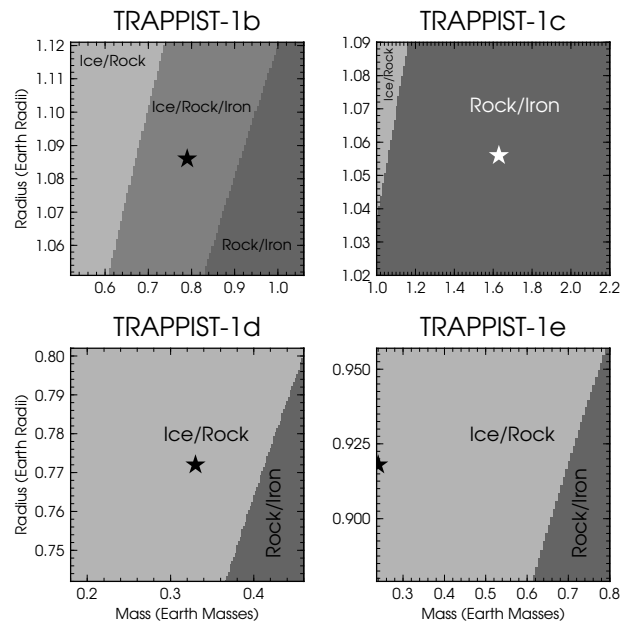 TRAPPIST-1b
1.12
1.11
1.10
1.09
1.08
1.07
1.06
Radius (Earth Radii)
Ice/Rock
Ice/Rock/Iron
Rock/Iron
0.6 0.7 0.8 0.9 1.0
TRAPPIST-1c
1.09
1.08
1.07
1.06
1.04
1.03
1.02
Ice/Rock
Rock/Iron
1.0 1.2 1.4 1.6 1.8 2.0 2.2
TRAPPIST-1d
0.80
0.79
0.78
0.77
0.76
0.75
Radius (Earth Radii)
Ice/Rock
Rock/Iron
0.2 0.3 0.4
Mass (Earth Masses)
TRAPPIST-1e
0.950
0.925
0.900
Ice/Rock
Rock/Iron
0.3 0.4 0.5 0.6 0.7 0.8
Mass (Earth Masses)